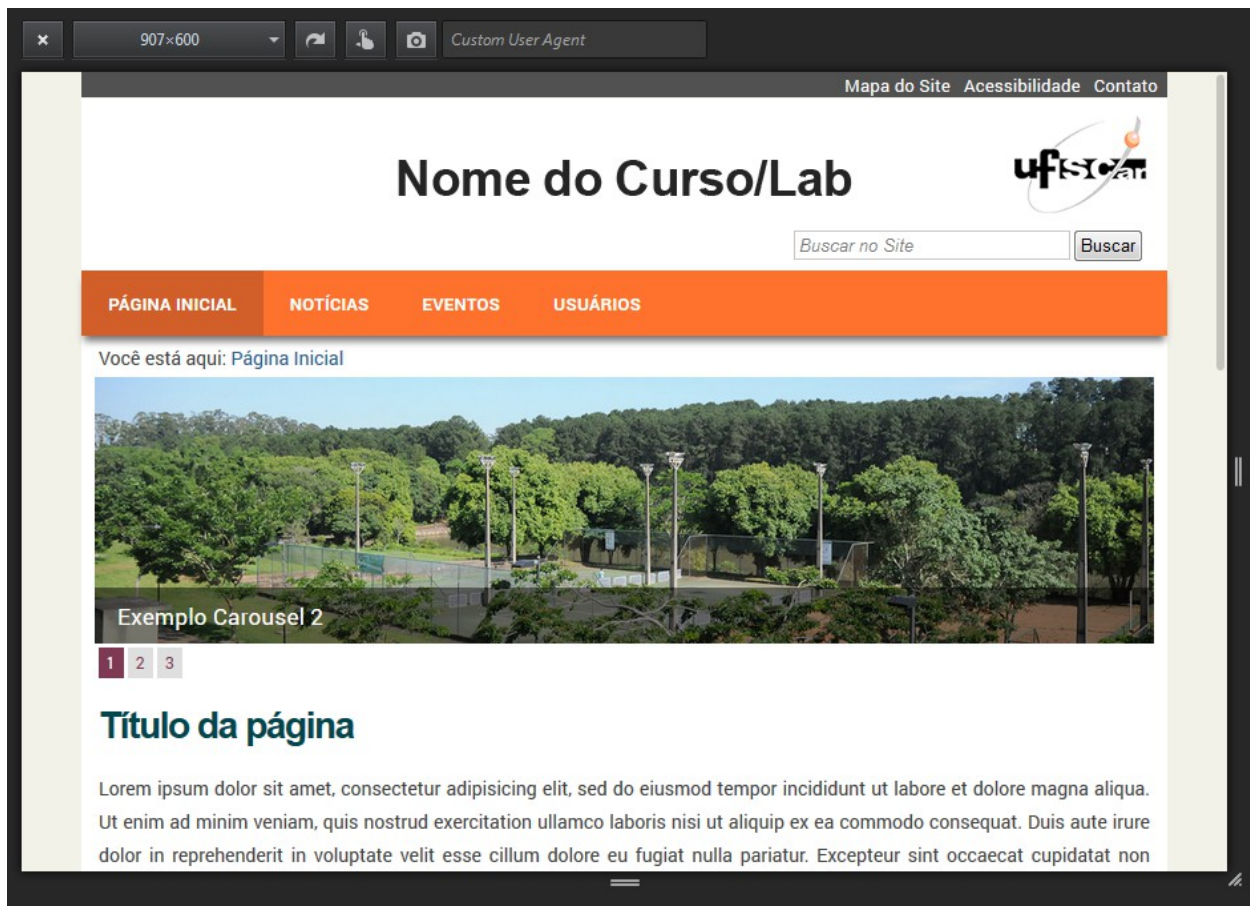 × 907×600 Custom User Agent
Mapa do Site Acessibilidade Contato
Nome do Curso/Lab
ufscar
Buscar no Site Buscar
PÁGINA INICIAL NOTÍCIAS EVENTOS USUÁRIOS
Você está aqui: Página Inicial
Exemplo Carousel 2
1 2 3
Título da página
Lorem ipsum dolor sit amet, consectetur adipisicing elit, sed do eiusmod tempor incididunt ut labore et dolore magna aliqua.
Ut enim ad minim veniam, quis nostrud exercitation ullamco laboris nisi ut aliquip ex ea commodo consequat. Duis aute irure
dolor in reprehenderit in voluptate velit esse cillum dolore eu fugiat nulla pariatur. Excepteur sint occaecat cupidatat non